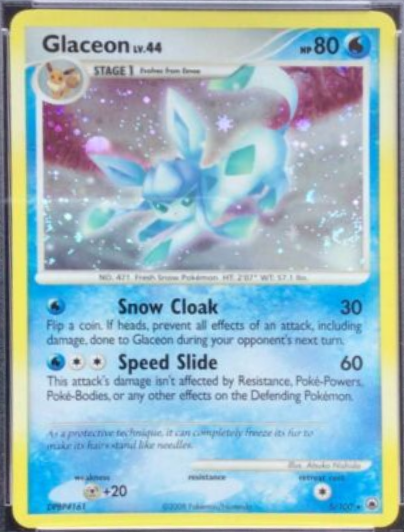 Glaceon LV.44 HP 80
STAGE 1 Evolves from Eevee
NO. 471 Fresh Snow Pokémon HT: 2'07" WT: 57.1 lbs.
Snow Cloak 30
Flip a coin. If heads, prevent all effects of an attack, including
damage, done to Glaceon during your opponent's next turn.
Speed Slide 60
This attack's damage isn't affected by Resistance, Poké-Powers,
Poké-Bodies, or any other effects on the Defending Pokémon.
As a protective technique, it can completely freeze its fur to
make its hairs stand like needles.
Illus. Atsuko Nishida
weakness resistance retreat cost
+20
DPBP#161 ©2008 Pokémon/Nintendo 5/100